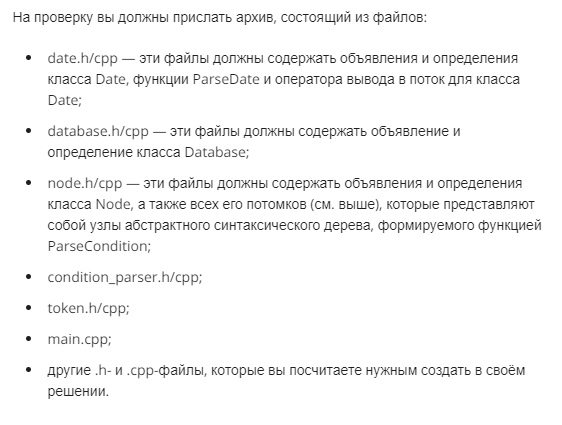 На проверку вы должны прислать архив, состоящий из файлов:
date.h/cpp — эти файлы должны содержать объявления и определения
класса Date, функции ParseDate и оператора вывода в поток для класса
Date;
database.h/cpp — эти файлы должны содержать объявление и
определение класса Database;
node.h/cpp — эти файлы должны содержать объявления и определения
класса Node, а также всех его потомков (см. выше), которые представляют
собой узлы абстрактного синтаксического дерева, формируемого функцией
ParseCondition;
condition_parser.h/cpp;
token.h/cpp;
main.cpp;
другие .h- и .cpp-файлы, которые вы посчитаете нужным создать в своём
решении.